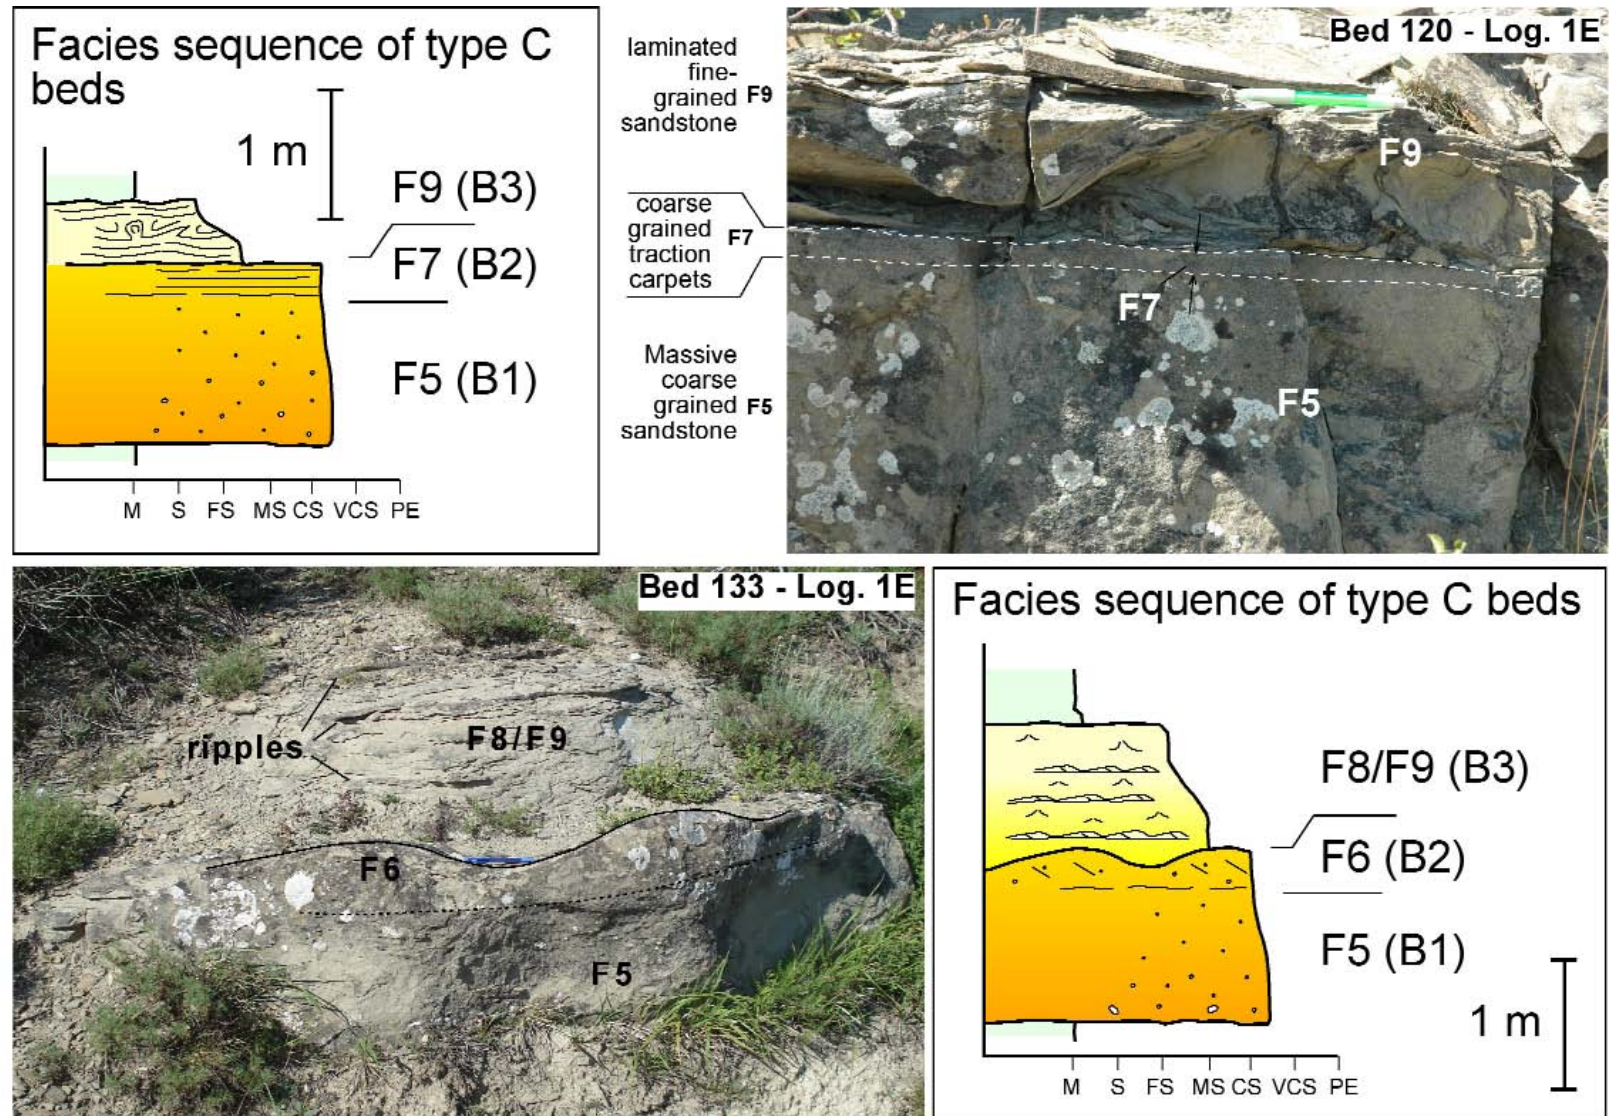 Facies sequence of type C
beds
1 m
F9 (B3)
F7 (B2)
F5 (B1)
M S FS MS CS VCS PE
laminated
fine-
grained F9
sandstone
coarse
grained F7
traction
carpets
Massive
coarse
grained F5
sandstone
Bed 120 - Log. 1E
F9
F7
F5
Bed 133 - Log. 1E
ripples
F8/F9
F6
F5
Facies sequence of type C beds
F8/F9 (B3)
F6 (B2)
F5 (B1)
1 m
M S FS MS CS VCS PE